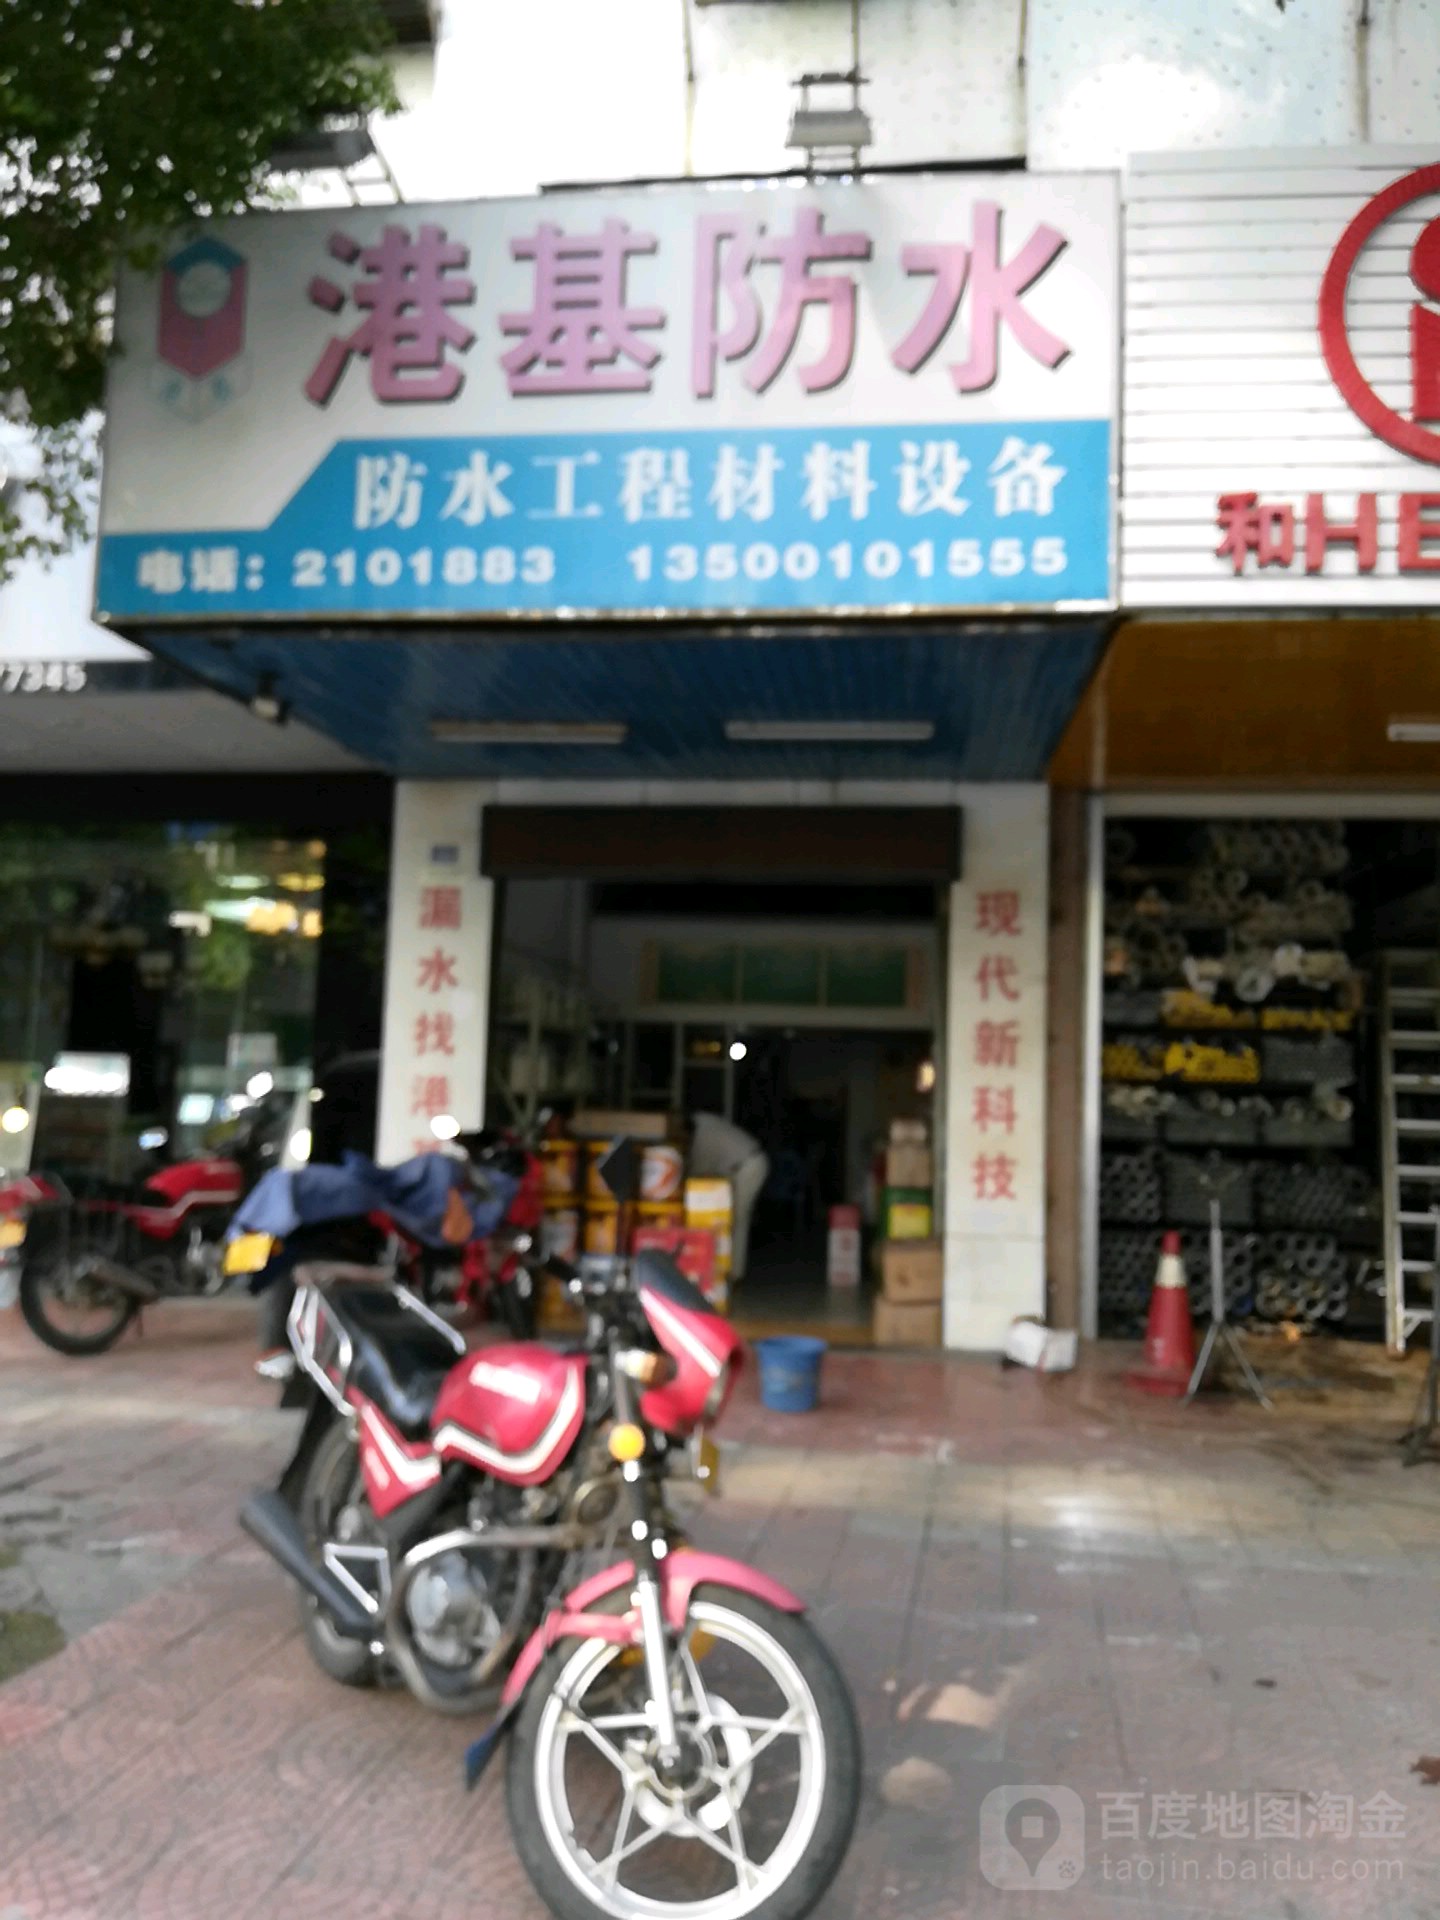 港基防水
防水工程材料设备
电话：2101883 13500101555
和HE
77345
漏水找港
现代新科技
百度地图淘金
taojin.baidu.com